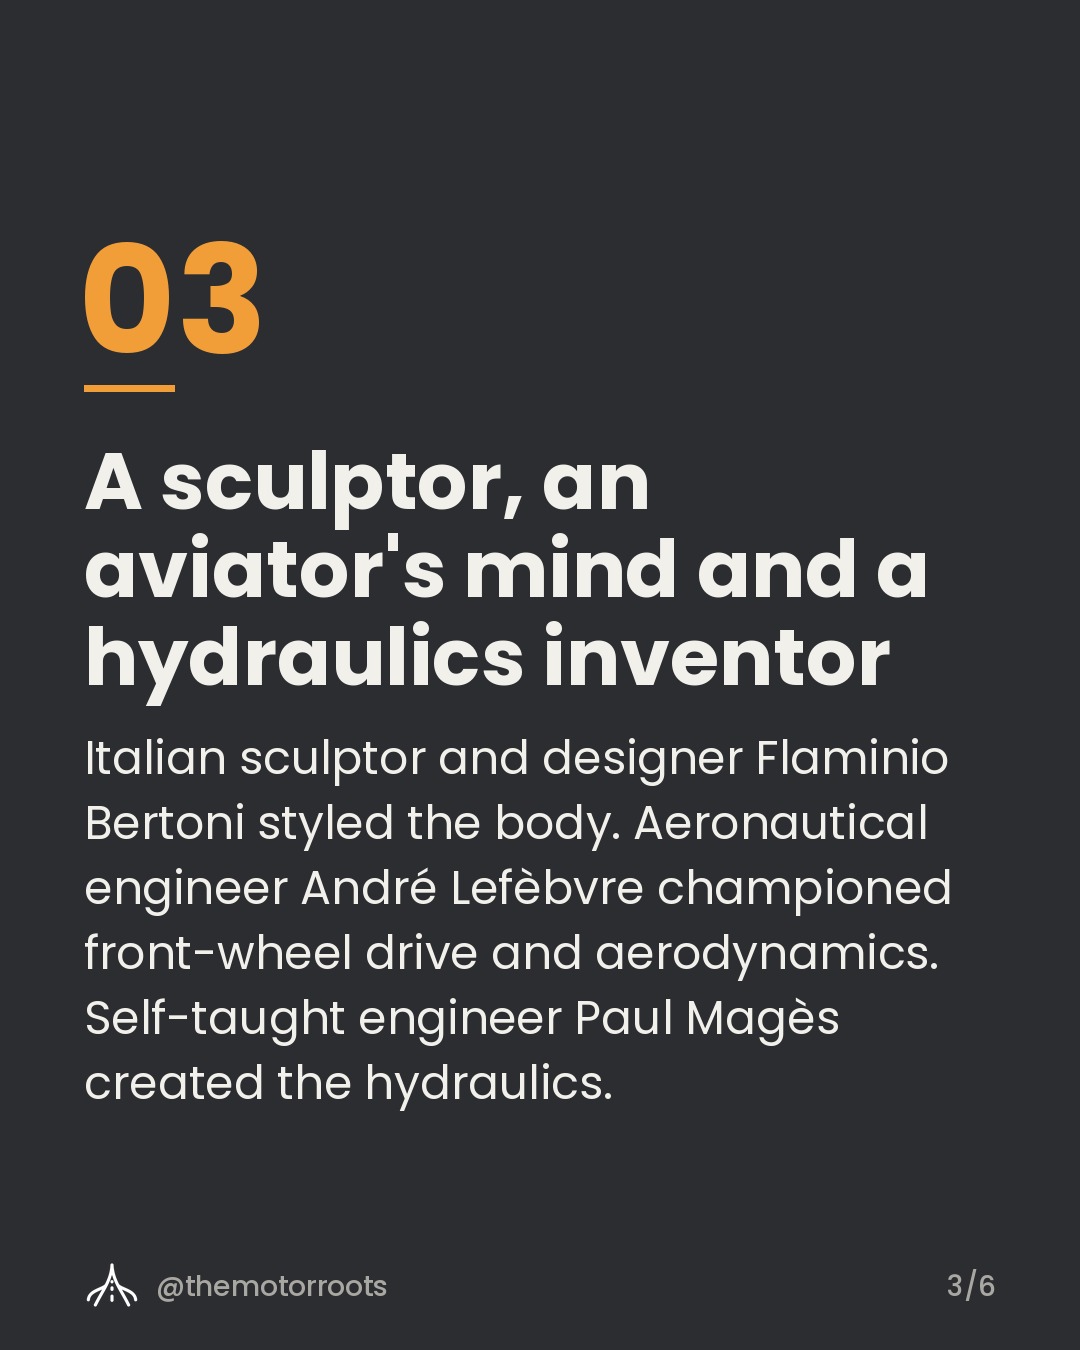 03
A sculptor, an
aviator's mind and a
hydraulics inventor
Italian sculptor and designer Flaminio
Bertoni styled the body. Aeronautical
engineer André Lefèbvre championed
front-wheel drive and aerodynamics.
Self-taught engineer Paul Magès
created the hydraulics.
@themotorroots
3/6